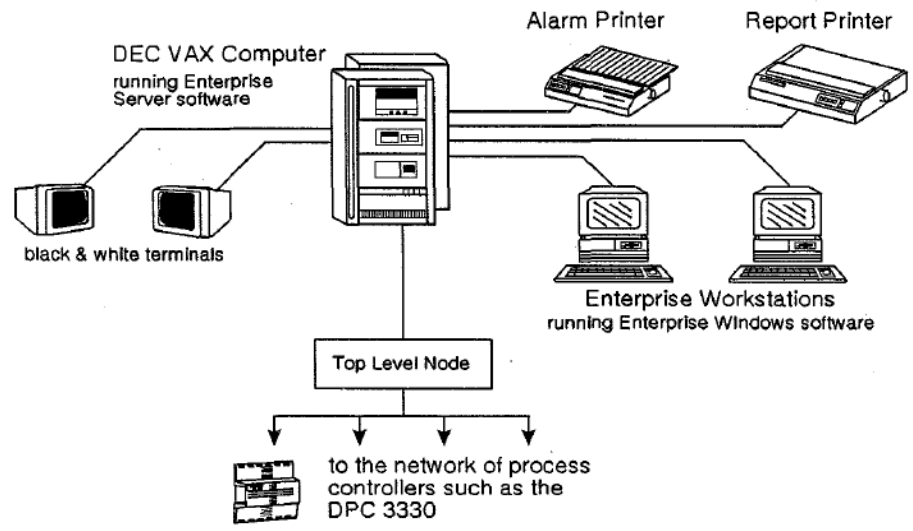 Alarm Printer
Report Printer
DEC VAX Computer
running Enterprise
Server software
black & white terminals
Enterprise Workstations
running Enterprise Windows software
Top Level Node
to the network of process
controllers such as the
DPC 3330